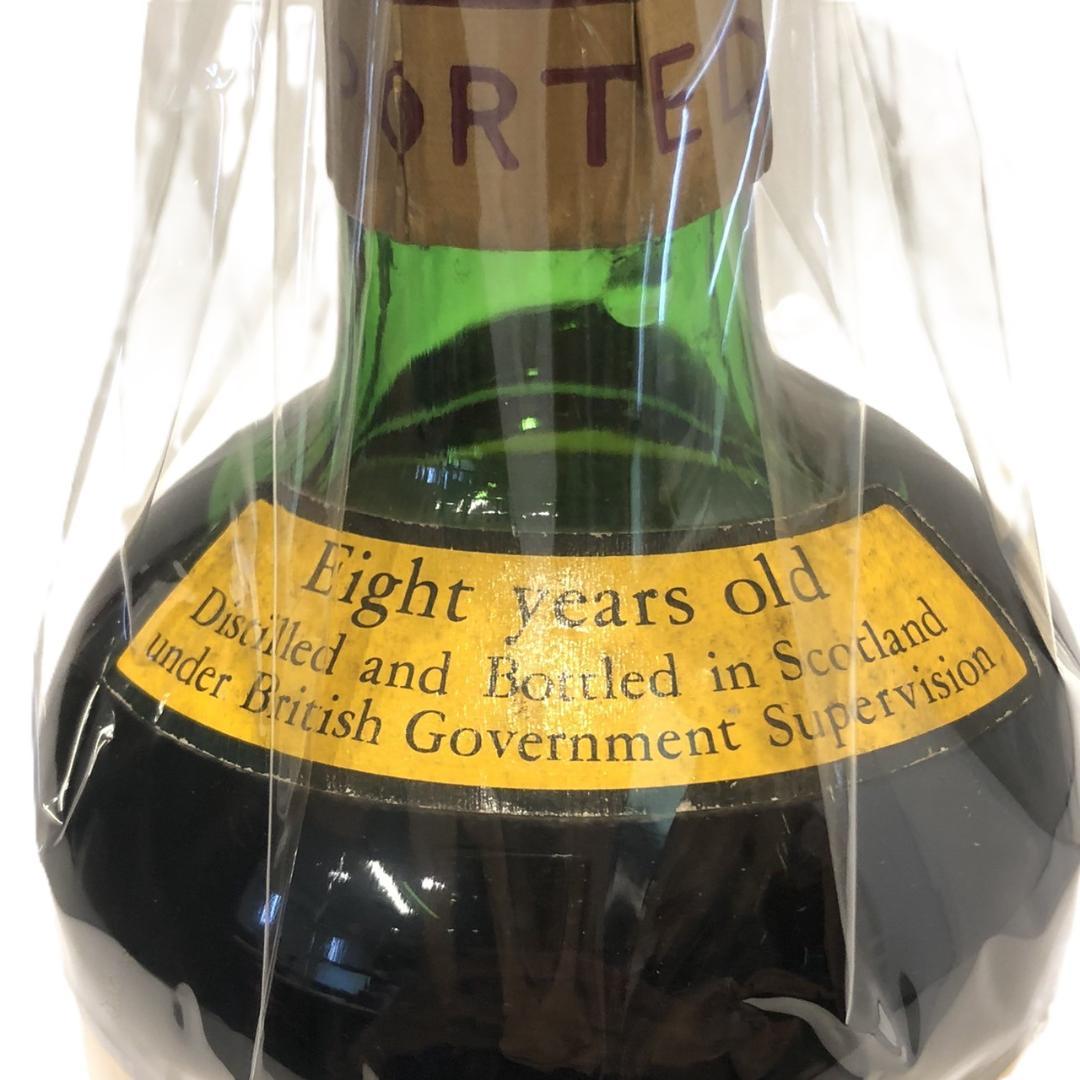 PORTED
Eight years old
Distilled and Bottled in Scotland
under British Government Supervision